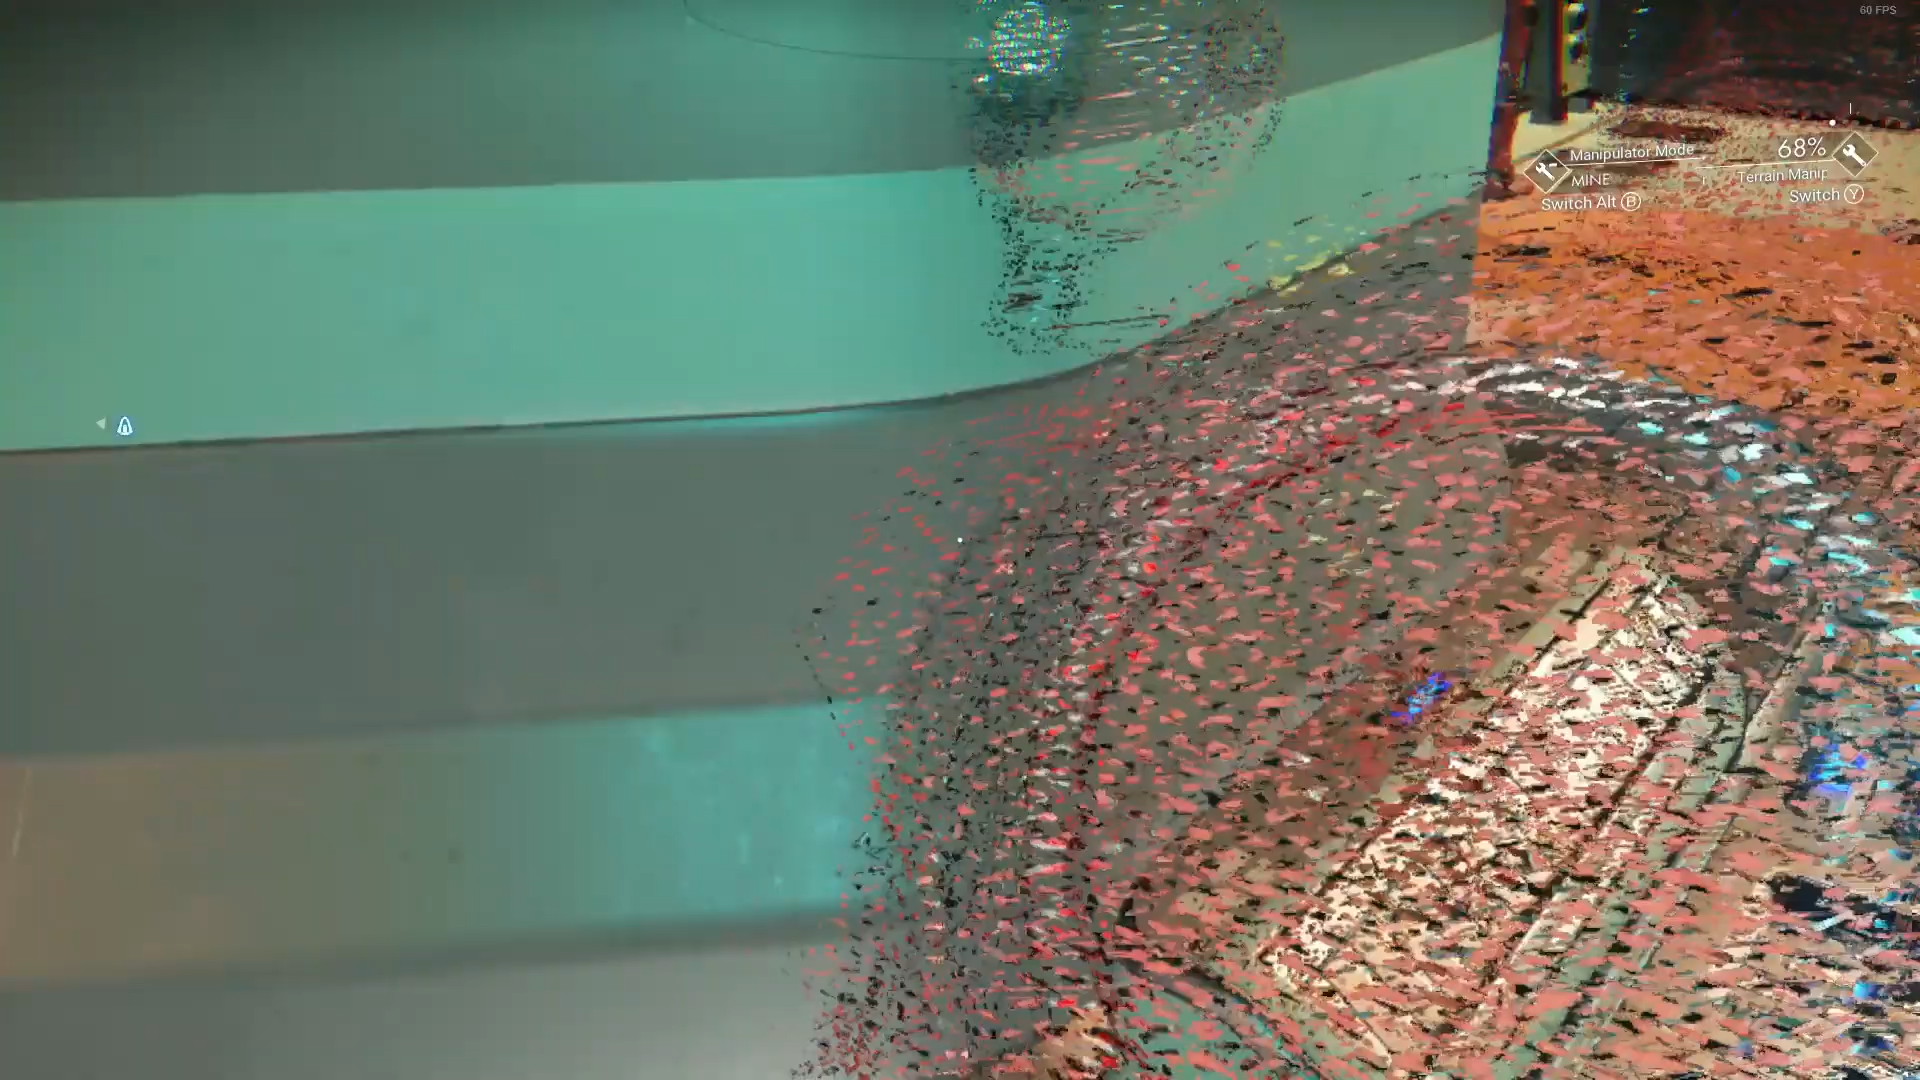 60 FPS
Manipulator Mode
MINE
Switch Alt B
68%
Terrain Manip
Switch Y